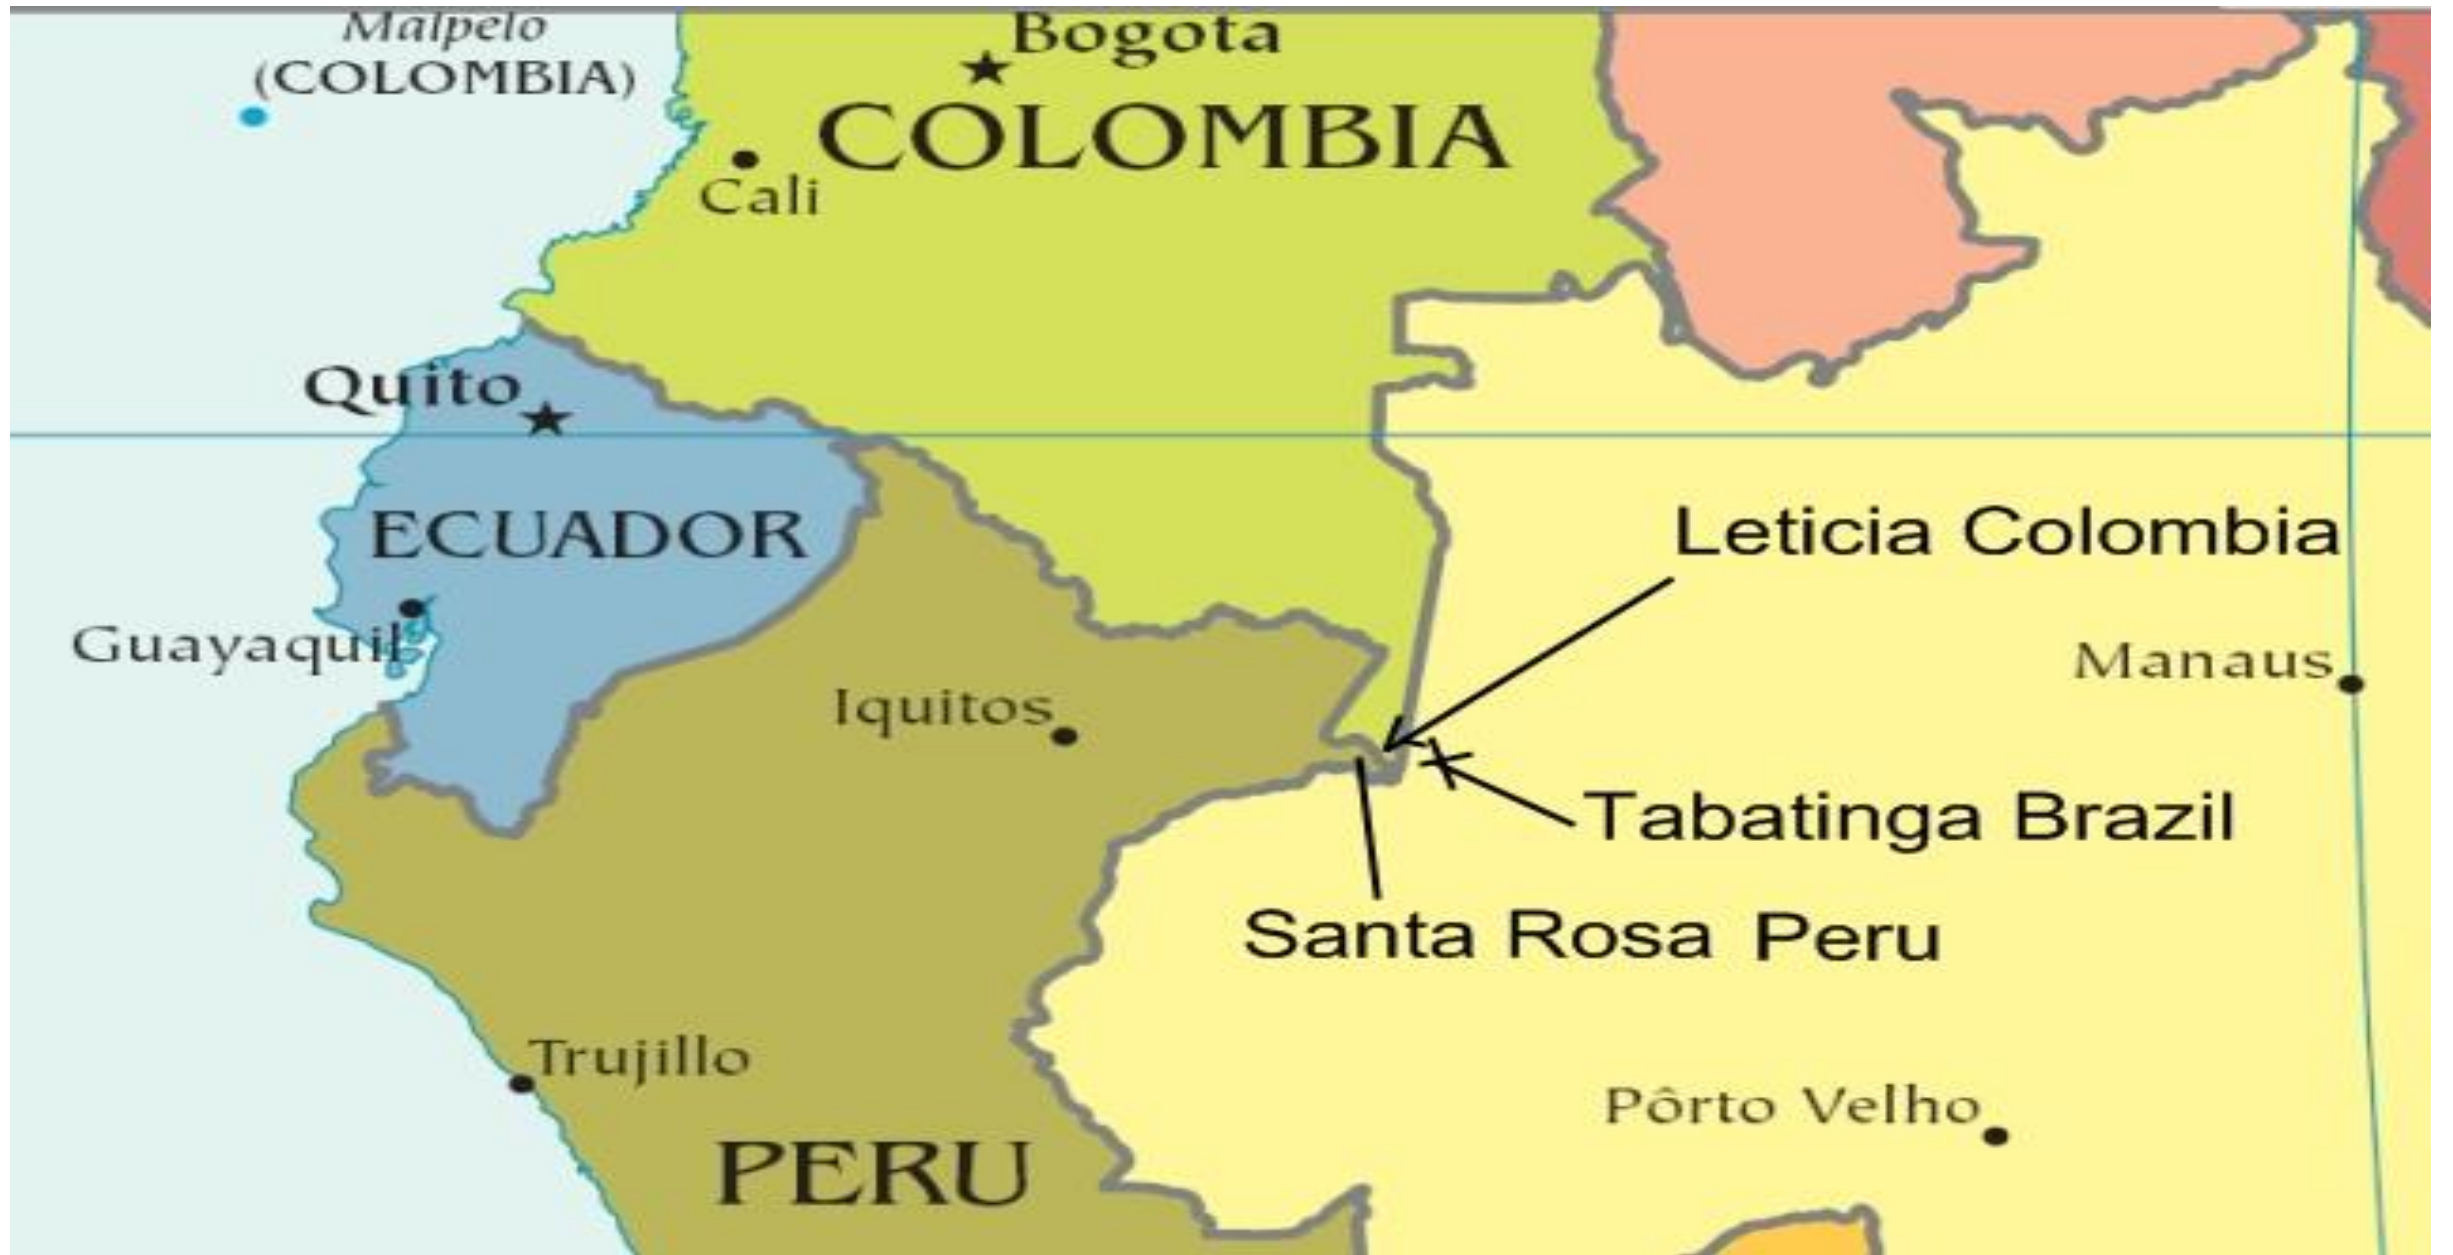 Malpelo
(COLOMBIA)
Bogota
COLOMBIA
Cali
Quito
ECUADOR
Guayaquil
Leticia Colombia
Manaus
Iquitos
Tabatinga Brazil
Santa Rosa Peru
Trujillo
Pôrto Velho
PERU